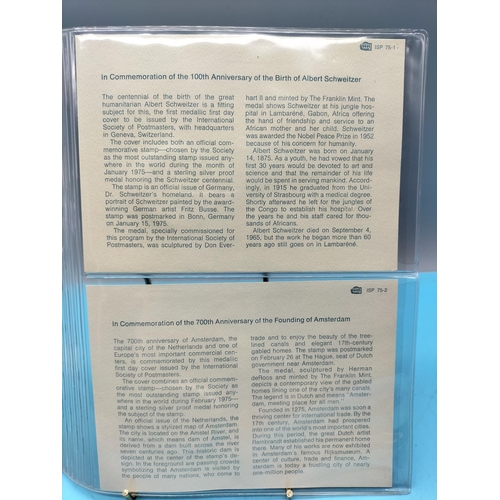 ISP 75-1
In Commemoration of the 100th Anniversary of the Birth of Albert Schweitzer
The centennial of the birth of the great
humanitarian Albert Schweitzer is a fitting
subject for this, the first medallic first day
cover to be issued by the International
Society of Postmasters, with headquarters
in Geneva, Switzerland.
The cover includes both an official com-
memorative stamp—chosen by the Society
as the most outstanding stamp issued any-
where in the world during the month of
January 1975—and a sterling silver proof
medal honoring the Schweitzer centennial.
The stamp is an official issue of Germany,
Dr. Schweitzer's homeland. It bears a
portrait of Schweitzer painted by the award-
winning German artist Fritz Busse. The
stamp was postmarked in Bonn, Germany
on January 15, 1975.
The medal, specially commissioned for
this program by the International Society of
Postmasters, was sculptured by Don Ever-
hart II and minted by The Franklin Mint. The
medal shows Schweitzer at his jungle hos-
pital in Lambaréné, Gabon, Africa offering
the hand of friendship and service to an
African mother and her child. Schweitzer
was awarded the Nobel Peace Prize in 1952
because of his concern for humanity.
Albert Schweitzer was born on January
14, 1875. As a youth, he had vowed that his
first 30 years would be devoted to art and
science and that the remainder of his life
would be spent in serving mankind. Accord-
ingly, in 1915 he graduated from the Uni-
versity of Strasbourg with a medical degree.
Shortly afterward he left for the jungles of
the Congo to establish his hospital. Over
the years he and his staff cared for thou-
sands of Africans.
Albert Schweitzer died on September 4,
1965, but the work he began more than 60
years ago still goes on in Lambaréné.
ISP 75-2
In Commemoration of the 700th Anniversary of the Founding of Amsterdam
The 700th anniversary of Amsterdam, the
capital city of the Netherlands and one of
Europe's most important commercial cen-
ters, is commemorated by this medallic
first day cover issued by the International
Society of Postmasters.
The cover combines an official commem-
orative stamp—chosen by the Society as
the most outstanding stamp issued any-
where in the world during February 1975—
and a sterling silver proof medal honoring
the subject of the stamp.
An official issue of the Netherlands, the
stamp shows a stylized map of Amsterdam.
The city is located on the Amstel River, and
its name, which means dam of Amstel, is
derived from a dam built across the river
seven centuries ago. This historic dam is
depicted at the center of the stamp's de-
sign. In the foreground are passing crowds
symbolizing that Amsterdam is visited by
the people of many nations, who come to
trade and to enjoy the beauty of the tree-
lined canals and elegant 17th-century
gabled homes. The stamp was postmarked
on February 26 at The Hague, seat of Dutch
government near Amsterdam.
The medal, sculptured by Herman
deRoos and minted by The Franklin Mint,
depicts a contemporary view of the gabled
homes lining one of the city's many canals.
The legend is in Dutch and means "Amster-
dam, meeting place for all men."
Founded in 1275, Amsterdam was soon a
thriving center for international trade. By the
17th century, Amsterdam had prospered
into one of the world's most important cities.
During this period, the great Dutch artist
Rembrandt established his permanent home
there. Many of his works are now exhibited
in Amsterdam's famous Rijksmuseum. A
center of culture, trade and finance, Am-
sterdam is today a trusting city of nearly
one-million people.